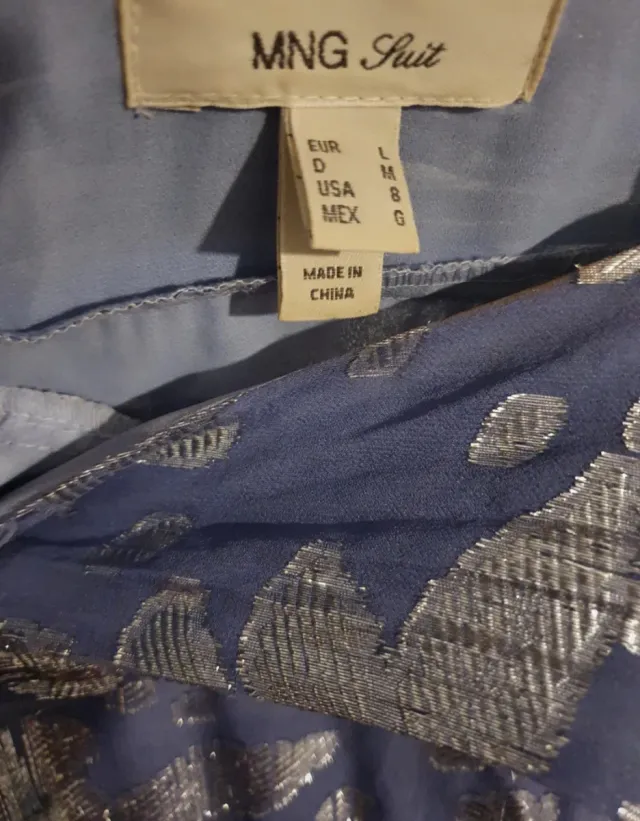 MNG Suit
EUR L
D M
USA 8
MEX G
MADE IN
CHINA